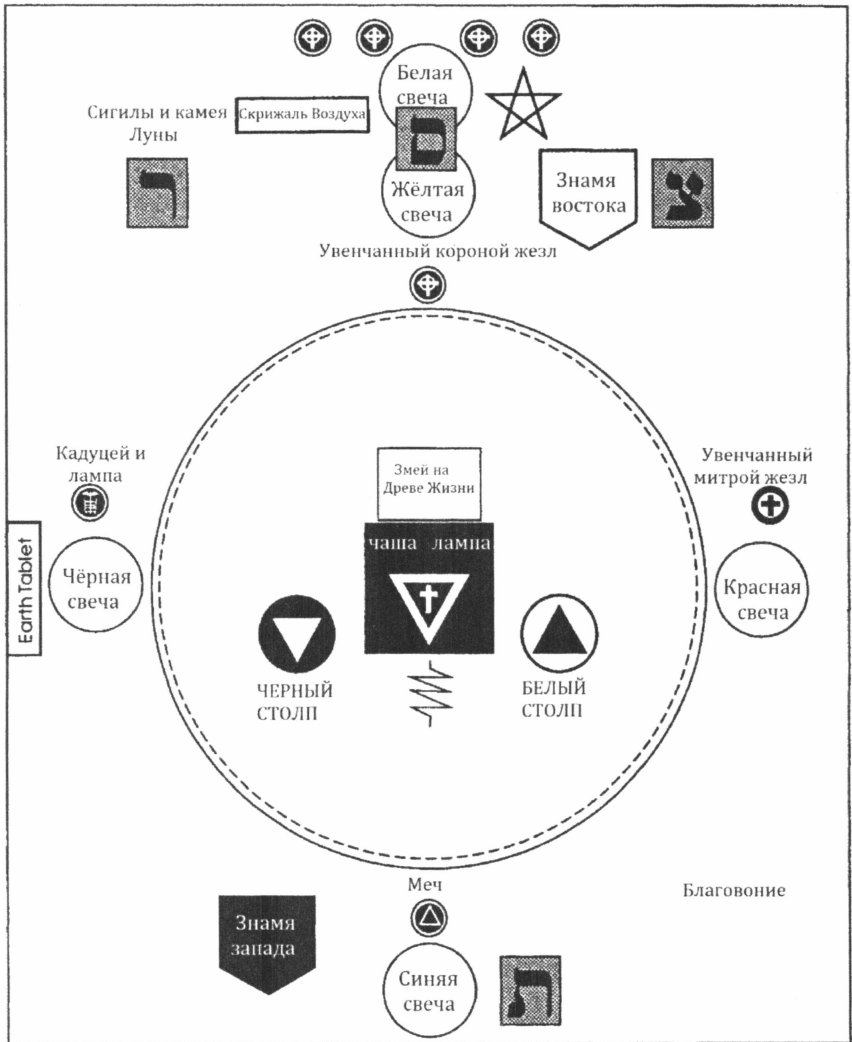 Белая
свеча
Сигилы и камея
Луны
Скрижаль Воздуха
ם
ר
Жёлтая
свеча
Знамя
востока
צ
Увенчанный короной жезл
Кадуцей и
лампа
Змей на
Древе Жизни
Увенчанный
митрой жезл
чаша лампа
Earth Tablet
Чёрная
свеча
Красная
свеча
ЧЕРНЫЙ
СТОЛП
БЕЛЫЙ
СТОЛП
Меч
Благовоние
Знамя
запада
Синяя
свеча
ת